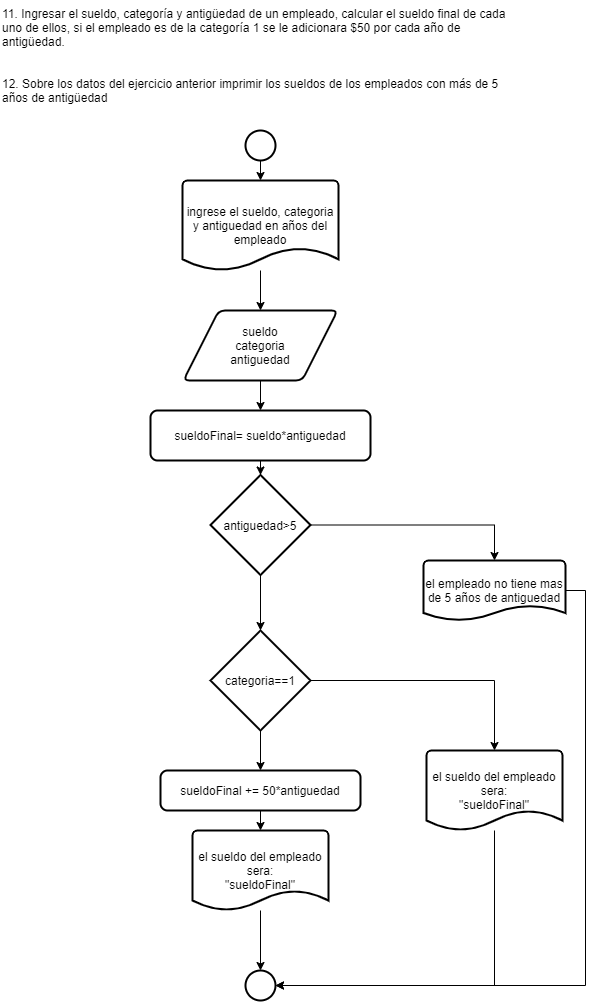 11. Ingresar el sueldo, categoría y antigüedad de un empleado, calcular el sueldo final de cada
uno de ellos, si el empleado es de la categoría 1 se le adicionara $50 por cada año de
antigüedad.
12. Sobre los datos del ejercicio anterior imprimir los sueldos de los empleados con más de 5
años de antigüedad
ingrese el sueldo, categoria
y antiguedad en años del
empleado
sueldo
categoria
antiguedad
sueldoFinal= sueldo*antiguedad
antiguedad>5
el empleado no tiene mas
de 5 años de antiguedad
categoria==1
sueldoFinal += 50*antiguedad
el sueldo del empleado
sera:
"sueldoFinal"
el sueldo del empleado
sera:
"sueldoFinal"